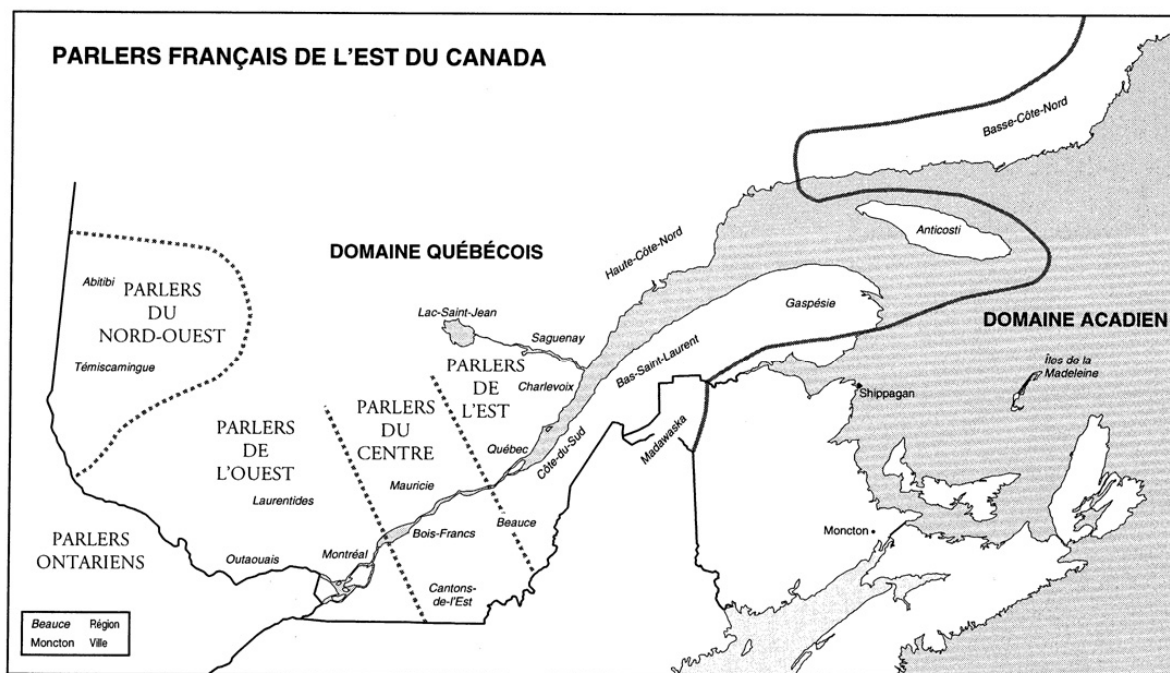 PARLERS FRANÇAIS DE L'EST DU CANADA
Basse-Côte-Nord
Anticosti
Haute-Côte-Nord
DOMAINE QUÉBÉCOIS
Abitibi
PARLERS
DU
NORD-OUEST
Témiscamingue
Lac-Saint-Jean
Saguenay
Gaspésie
DOMAINE ACADIEN
Bas-Saint-Laurent
Îles de la
Madeleine
Shippagan
PARLERS
DE
L'EST
Charlevoix
PARLERS
DU
CENTRE
PARLERS
DE
L'OUEST
Québec
Côte-du-Sud
Madawaska
Mauricie
Laurentides
Beauce
Bois-Francs
Moncton
PARLERS
ONTARIENS
Outaouais
Montréal
Cantons-
de-l'Est
Beauce Région
Moncton Ville